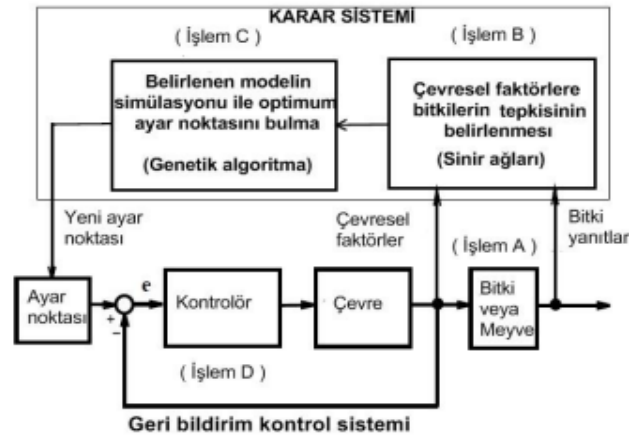 KARAR SİSTEMİ
( İşlem C )
( İşlem B )
Belirlenen modelin
simülasyonu ile optimum
ayar noktasını bulma
(Genetik algoritma)
Çevresel faktörlere
bitkilerin tepkisinin
belirlenmesı
(Sinir ağları)
Yeni ayar
noktası
Çevresel
faktörler
Bitki
yanıtlar
( İşlem A )
Ayar
noktası
+
−
e
Kontrolör
Çevre
Bitki
veya
Meyve
( İşlem D )
Geri bildirim kontrol sistemi